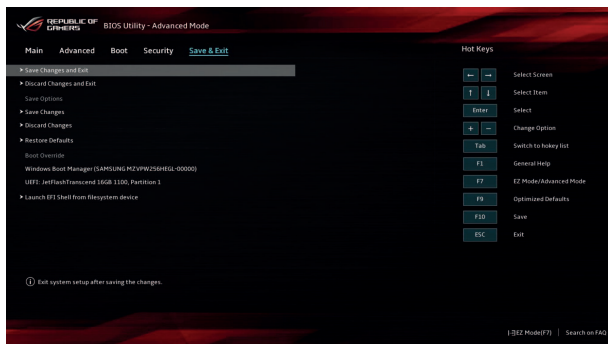 REPUBLIC OF
GAMERS
BIOS Utility - Advanced Mode
Main Advanced Boot Security Save & Exit
Hot Keys
> Save Changes and Exit
> Discard Changes and Exit
Save Options
> Save Changes
> Discard Changes
> Restore Defaults
Boot Override
Windows Boot Manager (SAMSUNG MZVPW256HEGL-00000)
UEFI: JetFlashTranscend 16GB 1100, Partition 1
> Launch EFI Shell from filesystem device
← → Select Screen
↑ ↓ Select Item
Enter Select
+ − Change Option
Tab Switch to hokey list
F1 General Help
F7 EZ Mode/Advanced Mode
F9 Optimized Defaults
F10 Save
ESC Exit
i Exit system setup after saving the changes.
EZ Mode(F7) | Search on FAQ